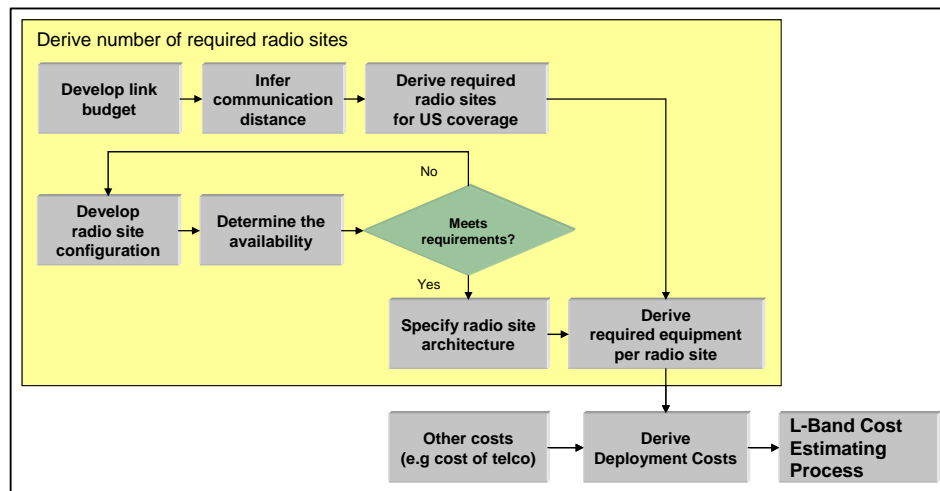 Derive number of required radio sites
Develop link
budget
Infer
communication
distance
Derive required
radio sites
for US coverage
No
Develop
radio site
configuration
Determine the
availability
Meets
requirements?
Yes
Specify radio site
architecture
Derive
required equipment
per radio site
Other costs
(e.g cost of telco)
Derive
Deployment Costs
L-Band Cost
Estimating
Process